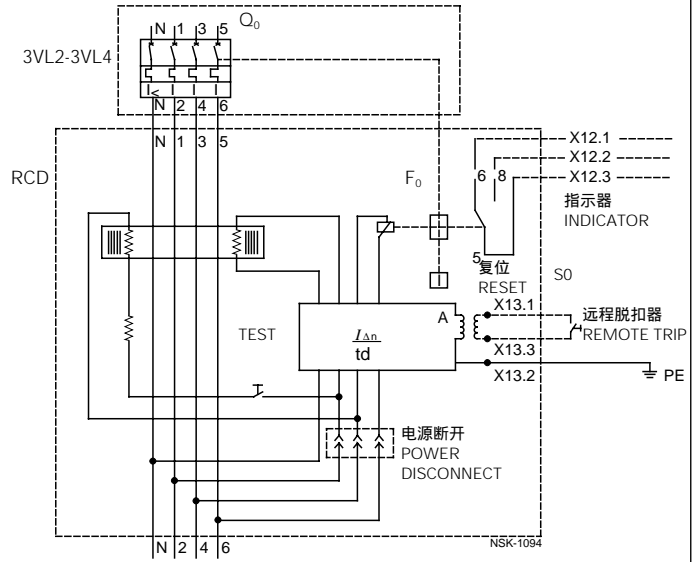 Q₀
N 1 3 5
3VL2-3VL4
I<
N 2 4 6
N 1 3 5
RCD
F₀
X12.1
X12.2
6 8 X12.3
指示器
INDICATOR
5
复位
RESET
S0
X13.1
A
远程脱扣器
TEST
IΔn
REMOTE TRIP
td
X13.3
X13.2
PE
电源断开
POWER
DISCONNECT
NSK-1094
N 2 4 6